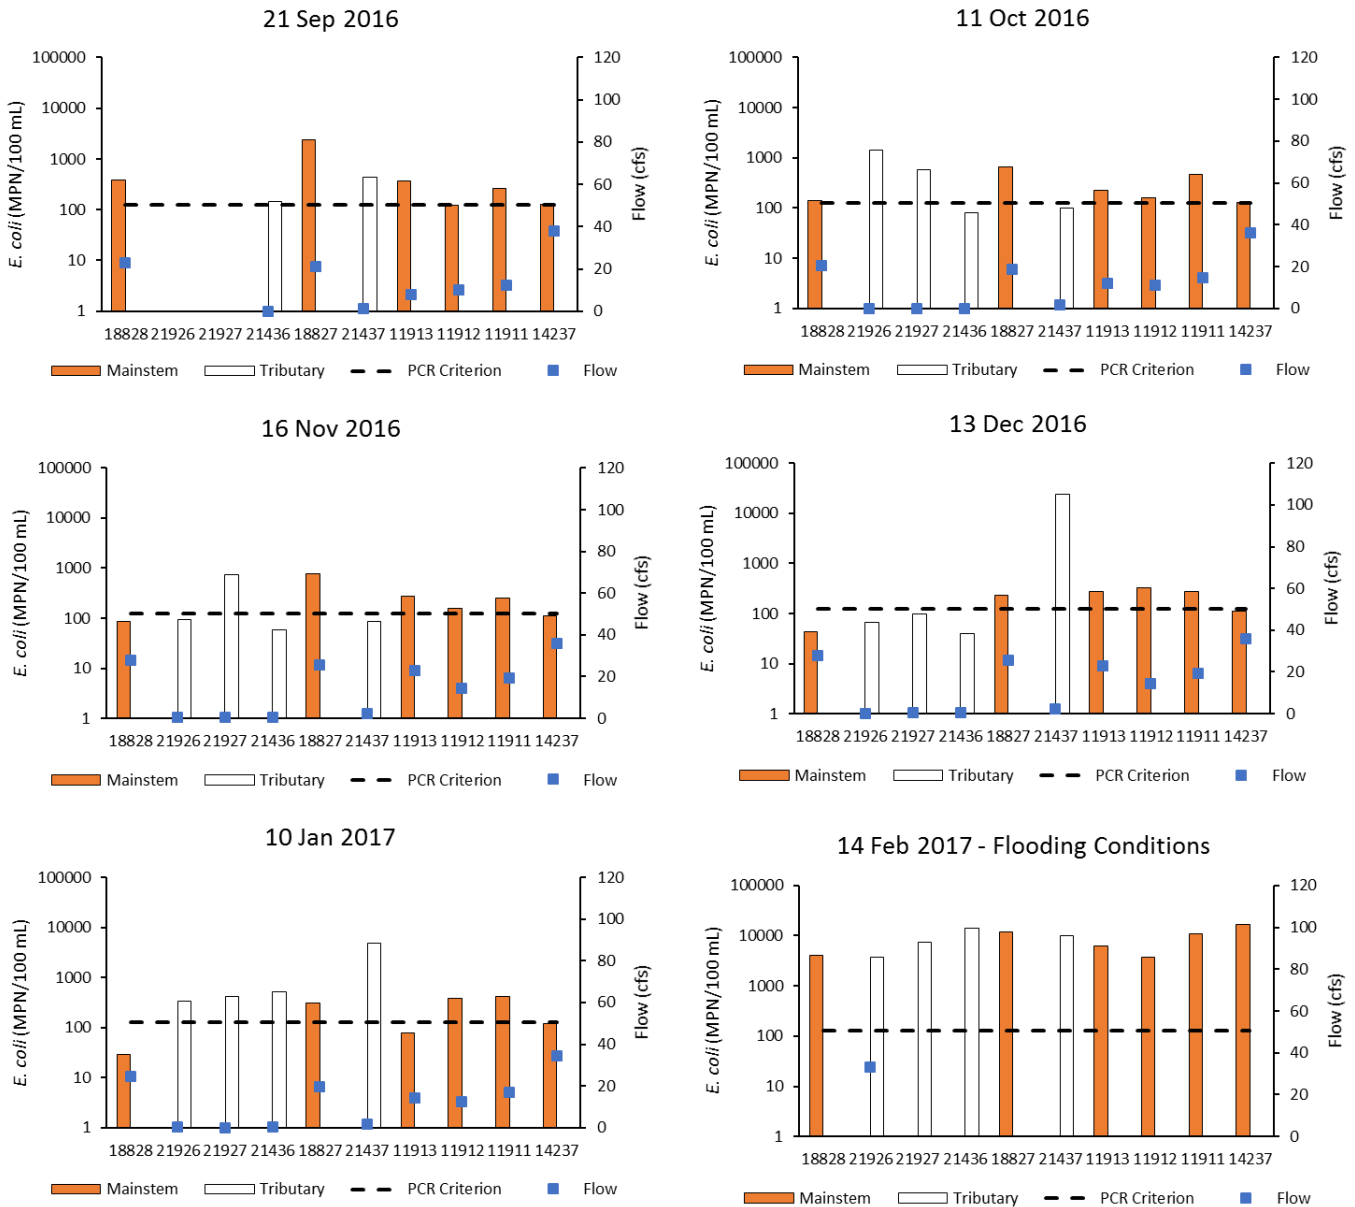 21 Sep 2016
E. coli (MPN/100 mL)
100000
10000
1000
100
10
1
120
100
80
60
40
20
0
Flow (cfs)
18828 21926 21927 21436 18827 21437 11913 11912 11911 14237
Mainstem Tributary PCR Criterion Flow
11 Oct 2016
E. coli (MPN/100 mL)
100000
10000
1000
100
10
1
120
100
80
60
40
20
0
Flow (cfs)
18828 21926 21927 21436 18827 21437 11913 11912 11911 14237
Mainstem Tributary PCR Criterion Flow
16 Nov 2016
E. coli (MPN/100 mL)
100000
10000
1000
100
10
1
120
100
80
60
40
20
0
Flow (cfs)
18828 21926 21927 21436 18827 21437 11913 11912 11911 14237
Mainstem Tributary PCR Criterion Flow
13 Dec 2016
E. coli (MPN/100 mL)
100000
10000
1000
100
10
1
120
100
80
60
40
20
0
Flow (cfs)
18828 21926 21927 21436 18827 21437 11913 11912 11911 14237
Mainstem Tributary PCR Criterion Flow
10 Jan 2017
E. coli (MPN/100 mL)
100000
10000
1000
100
10
1
120
100
80
60
40
20
0
Flow (cfs)
18828 21926 21927 21436 18827 21437 11913 11912 11911 14237
Mainstem Tributary PCR Criterion Flow
14 Feb 2017 - Flooding Conditions
E. coli (MPN/100 mL)
100000
10000
1000
100
10
1
120
100
80
60
40
20
0
Flow (cfs)
18828 21926 21927 21436 18827 21437 11913 11912 11911 14237
Mainstem Tributary PCR Criterion Flow